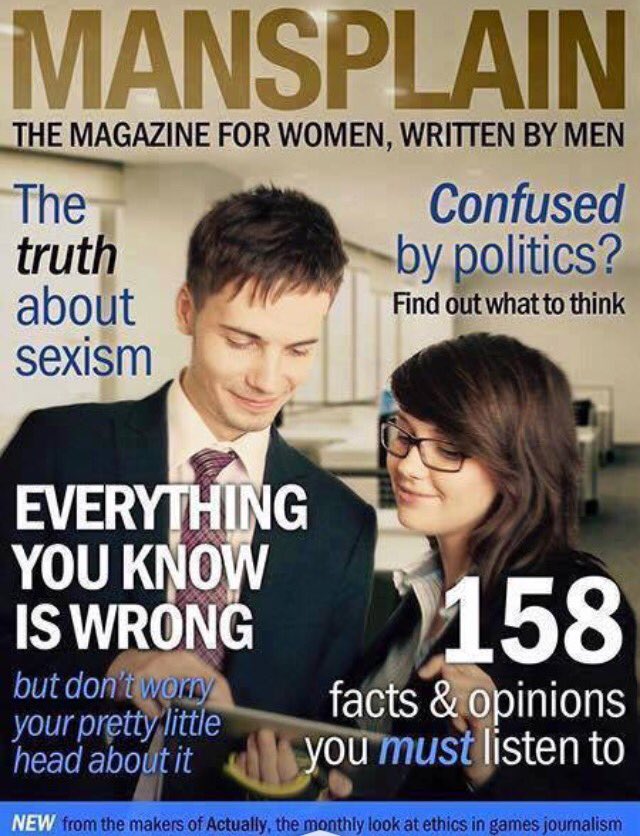 MANSPLAIN
THE MAGAZINE FOR WOMEN, WRITTEN BY MEN
The
truth
about
sexism
Confused
by politics?
Find out what to think
EVERYTHING
YOU KNOW
IS WRONG
but don't worry
your pretty little
head about it
158
facts & opinions
you must listen to
NEW from the makers of Actually, the monthly look at ethics in games journalism